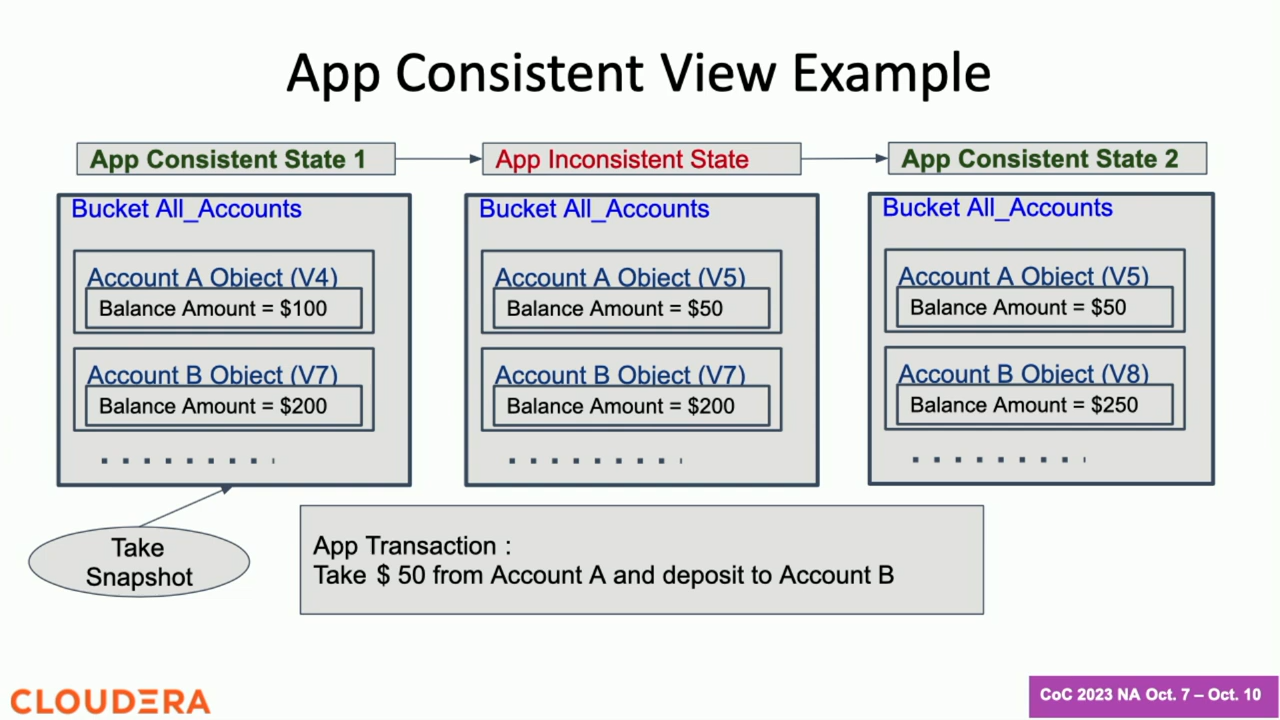 App Consistent View Example
App Consistent State 1
App Inconsistent State
App Consistent State 2
Bucket All_Accounts
Account A Object (V4)
Balance Amount = $100
Account B Object (V7)
Balance Amount = $200
Bucket All_Accounts
Account A Object (V5)
Balance Amount = $50
Account B Object (V7)
Balance Amount = $200
Bucket All_Accounts
Account A Object (V5)
Balance Amount = $50
Account B Object (V8)
Balance Amount = $250
Take
Snapshot
App Transaction :
Take $ 50 from Account A and deposit to Account B
CLOUDERA
CoC 2023 NA Oct. 7 – Oct. 10